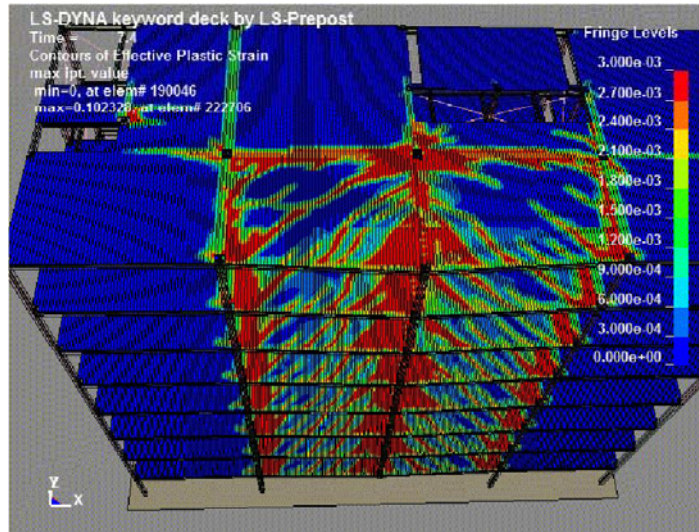 LS-DYNA keyword deck by LS-Prepost
Time = 7.4
Contours of Effective Plastic Strain
max ipt. value
min=0, at elem# 190046
max=0.102328, at elem# 222706
Fringe Levels
3.000e-03
2.700e-03
2.400e-03
2.100e-03
1.800e-03
1.500e-03
1.200e-03
9.000e-04
6.000e-04
3.000e-04
0.000e+00
Y
X